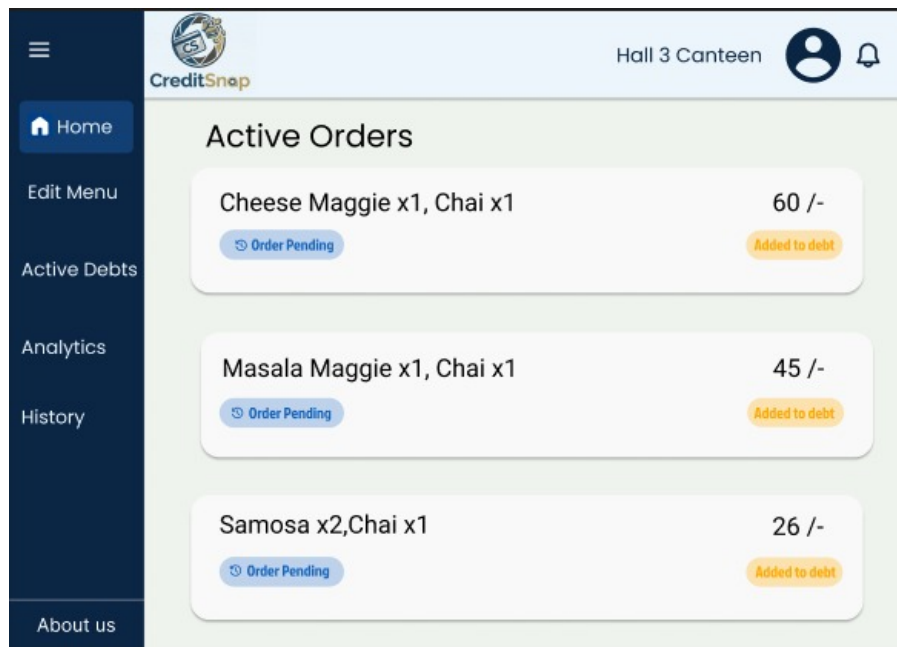 CS
CreditSnap
Hall 3 Canteen
Home
Edit Menu
Active Debts
Analytics
History
About us
Active Orders
Cheese Maggie x1, Chai x1
60 /-
Order Pending
Added to debt
Masala Maggie x1, Chai x1
45 /-
Order Pending
Added to debt
Samosa x2,Chai x1
26 /-
Order Pending
Added to debt